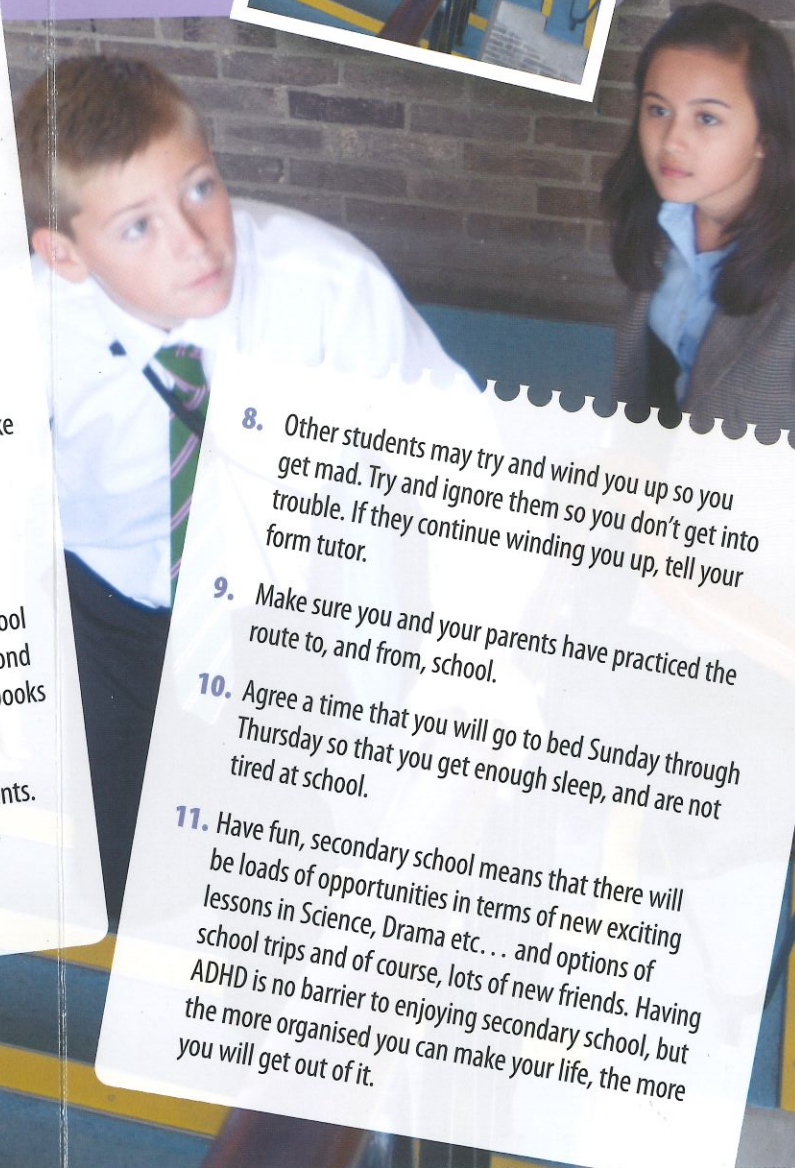 ke
ool
ond
books
nts.
8. Other students may try and wind you up so you
get mad. Try and ignore them so you don't get into
trouble. If they continue winding you up, tell your
form tutor.
9. Make sure you and your parents have practiced the
route to, and from, school.
10. Agree a time that you will go to bed Sunday through
Thursday so that you get enough sleep, and are not
tired at school.
11. Have fun, secondary school means that there will
be loads of opportunities in terms of new exciting
lessons in Science, Drama etc... and options of
school trips and of course, lots of new friends. Having
ADHD is no barrier to enjoying secondary school, but
the more organised you can make your life, the more
you will get out of it.